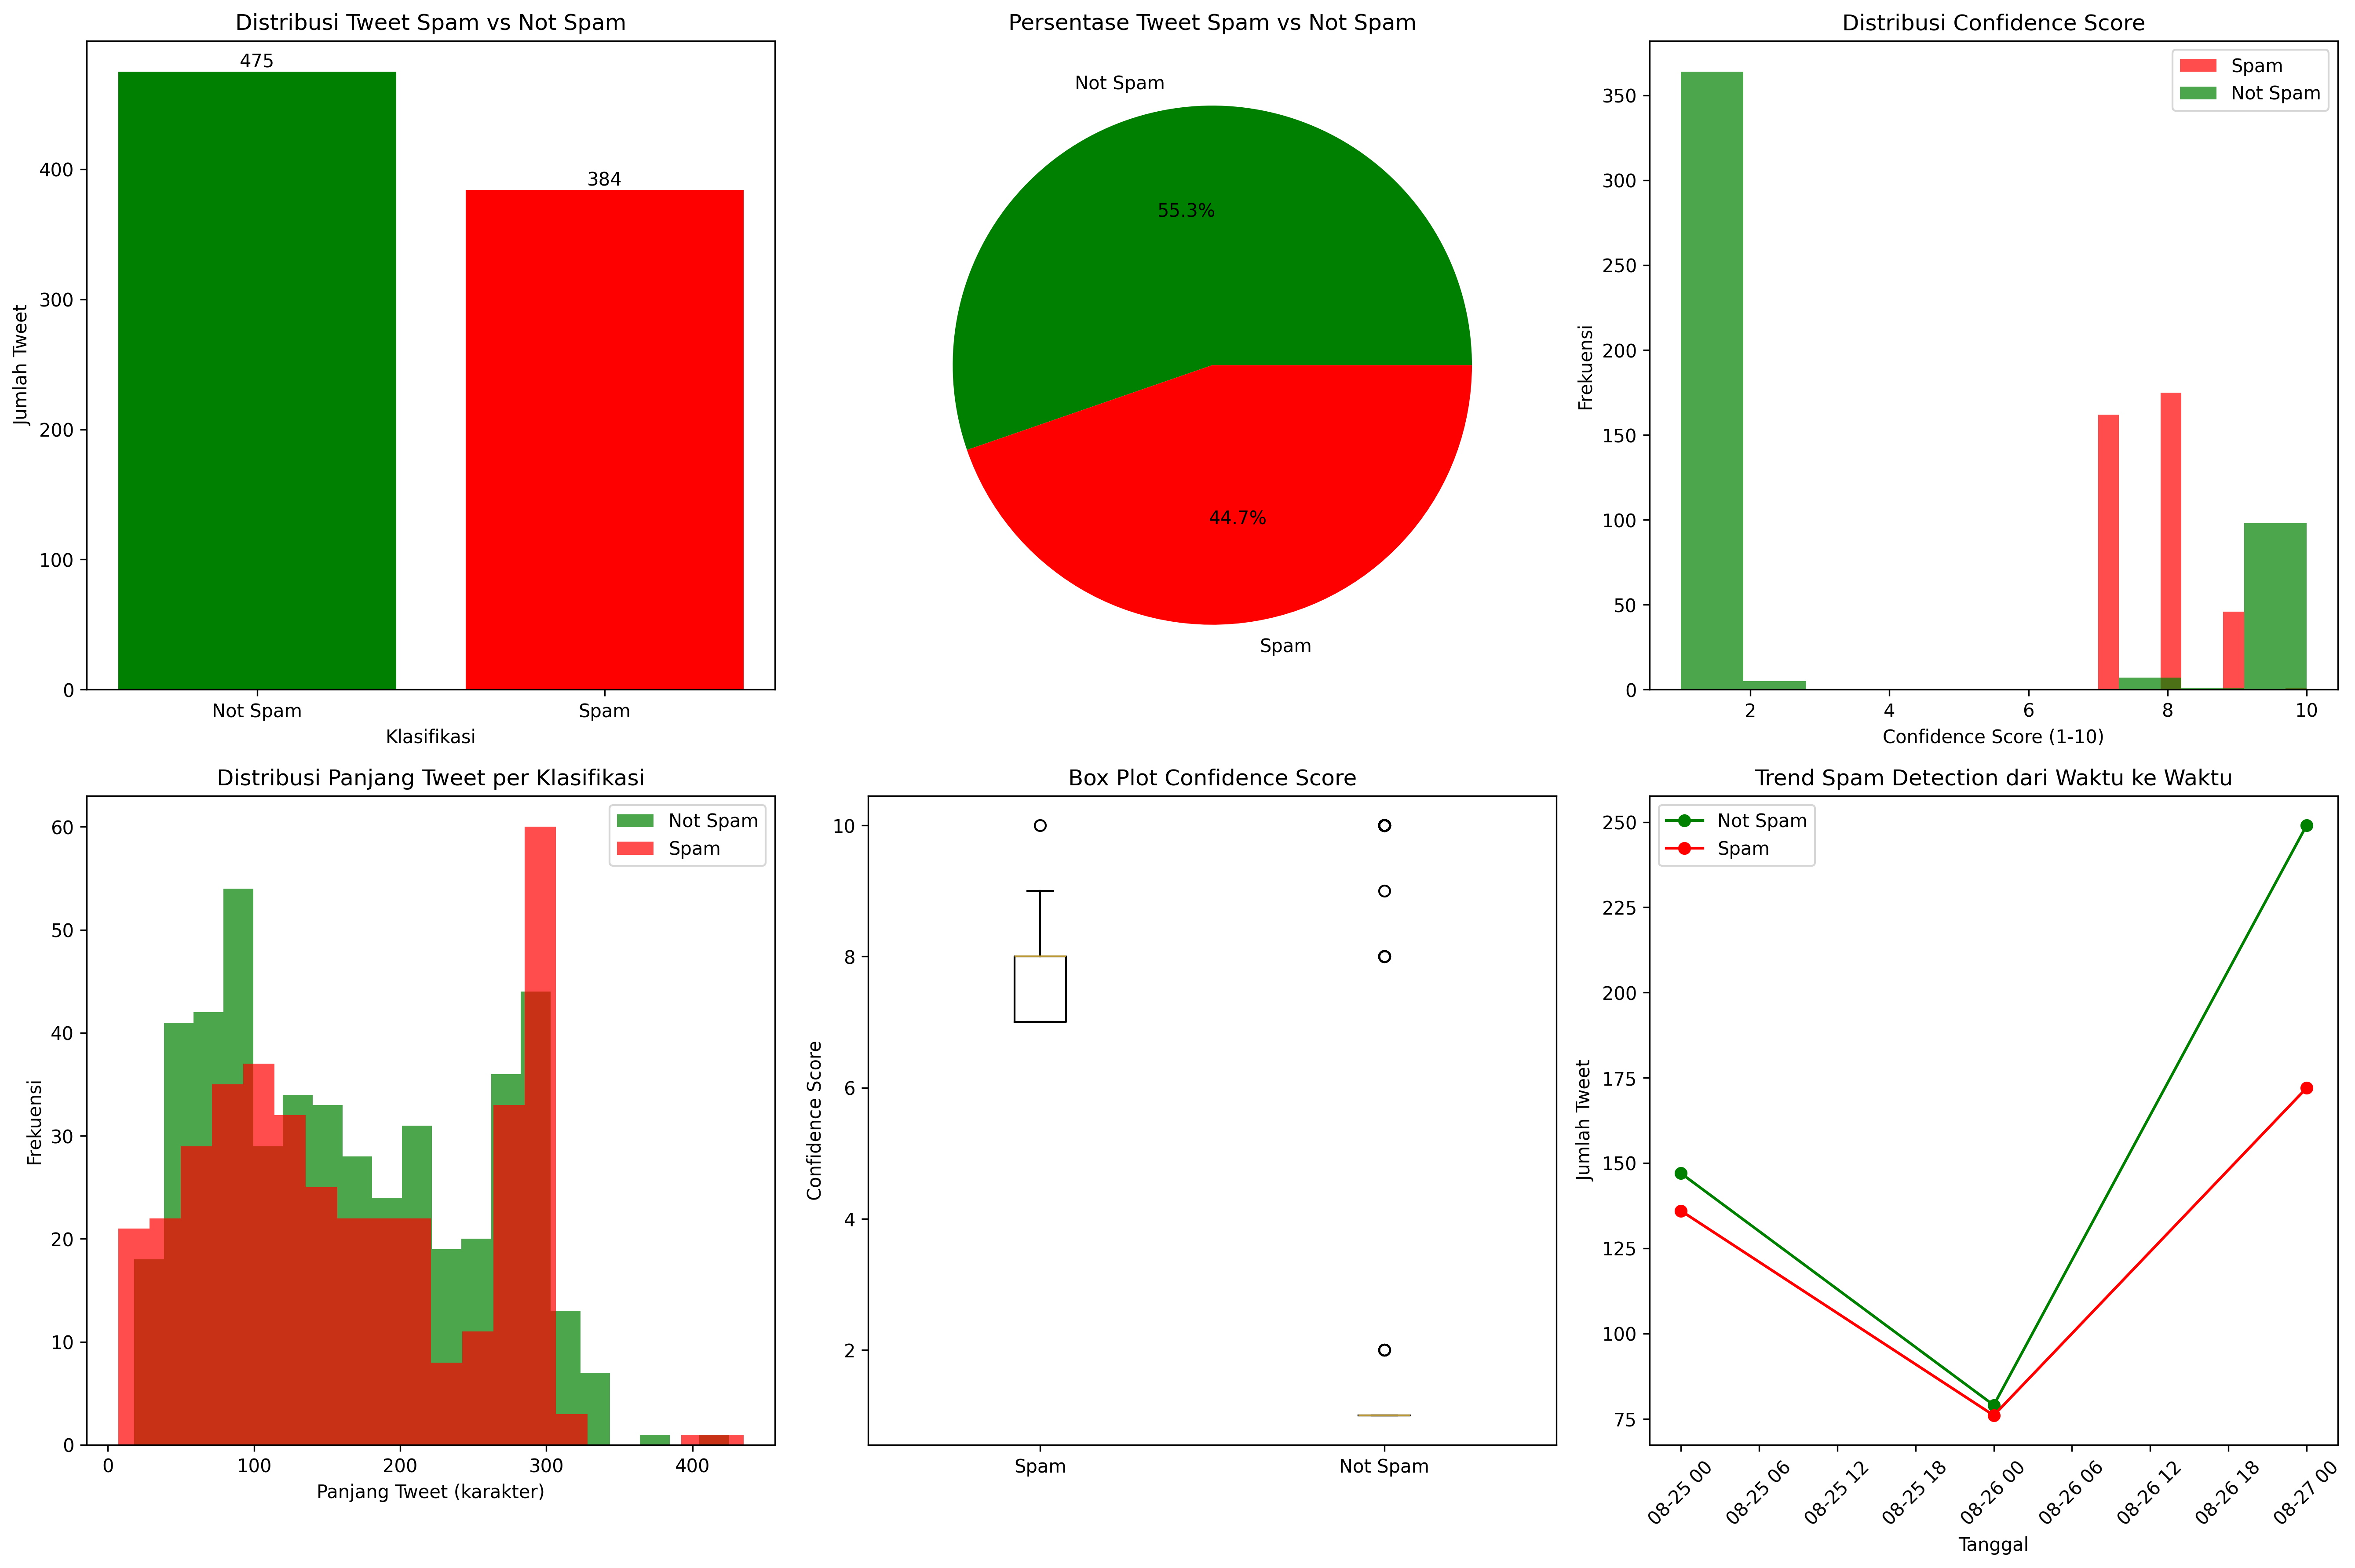 Distribusi Tweet Spam vs Not Spam
475
384
400
300
200
100
0
Jumlah Tweet
Not Spam
Spam
Klasifikasi
Persentase Tweet Spam vs Not Spam
Not Spam
55.3%
44.7%
Spam
Distribusi Confidence Score
Spam
Not Spam
350
300
250
200
150
100
50
0
Frekuensi
2
4
6
8
10
Confidence Score (1-10)
Distribusi Panjang Tweet per Klasifikasi
Not Spam
Spam
60
50
40
30
20
10
0
Frekuensi
0
100
200
300
400
Panjang Tweet (karakter)
Box Plot Confidence Score
10
8
6
4
2
Confidence Score
Spam
Not Spam
Trend Spam Detection dari Waktu ke Waktu
Not Spam
Spam
250
225
200
175
150
125
100
75
Jumlah Tweet
08-25 00
08-25 06
08-25 12
08-25 18
08-26 00
08-26 06
08-26 12
08-26 18
08-27 00
Tanggal